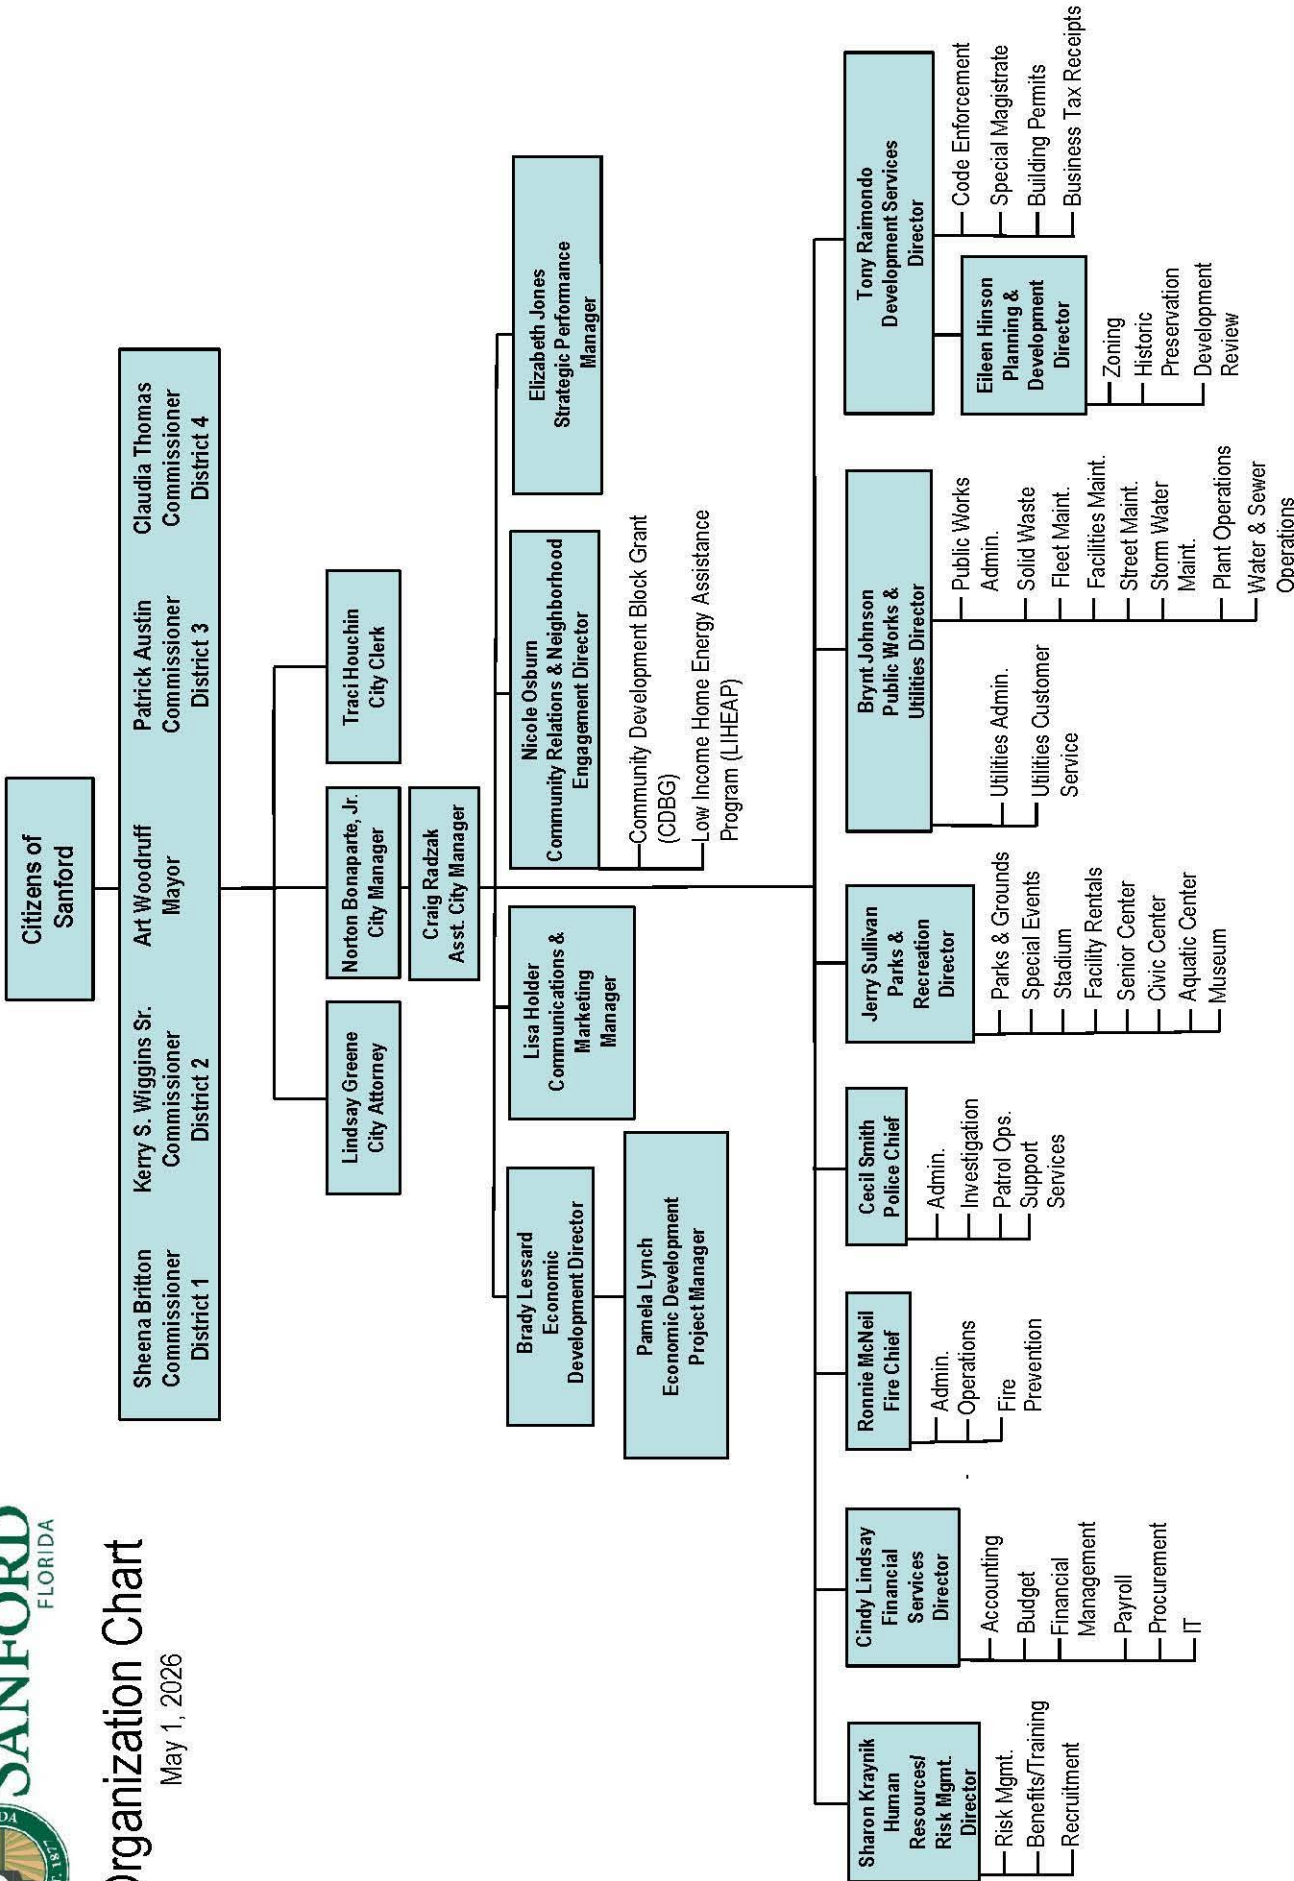 SANFORD
FLORIDA
Organization Chart
May 1, 2026
Citizens of
Sanford
Sheena Britton
Commissioner
District 1
Kerry S. Wiggins Sr.
Commissioner
District 2
Art Woodruff
Mayor
Patrick Austin
Commissioner
District 3
Claudia Thomas
Commissioner
District 4
Lindsay Greene
City Attorney
Norton Bonaparte, Jr.
City Manager
Traci Houchin
City Clerk
Craig Radzak
Asst. City Manager
Brady Lessard
Economic
Development Director
Pamela Lynch
Economic Development
Project Manager
Lisa Holder
Communications &
Marketing
Manager
Nicole Osburn
Community Relations & Neighborhood
Engagement Director
Community Development Block Grant
(CDBG)
Low Income Home Energy Assistance
Program (LIHEAP)
Elizabeth Jones
Strategic Performance
Manager
Sharon Kraynik
Human
Resources/
Risk Mgmt.
Director
Risk Mgmt.
Benefits/Training
Recruitment
Cindy Lindsay
Financial
Services
Director
Accounting
Budget
Financial
Management
Payroll
Procurement
IT
Ronnie McNeil
Fire Chief
Admin.
Operations
Fire
Prevention
Cecil Smith
Police Chief
Admin.
Investigation
Patrol Ops.
Support
Services
Jerry Sullivan
Parks &
Recreation
Director
Parks & Grounds
Special Events
Stadium
Facility Rentals
Senior Center
Civic Center
Aquatic Center
Museum
Brynt Johnson
Public Works &
Utilities Director
Utilities Admin.
Utilities Customer
Service
Public Works
Admin.
Solid Waste
Fleet Maint.
Facilities Maint.
Street Maint.
Storm Water
Maint.
Plant Operations
Water & Sewer
Operations
Tony Raimondo
Development Services
Director
Eileen Hinson
Planning &
Development
Director
Zoning
Historic
Preservation
Development
Review
Code Enforcement
Special Magistrate
Building Permits
Business Tax Receipts
1877